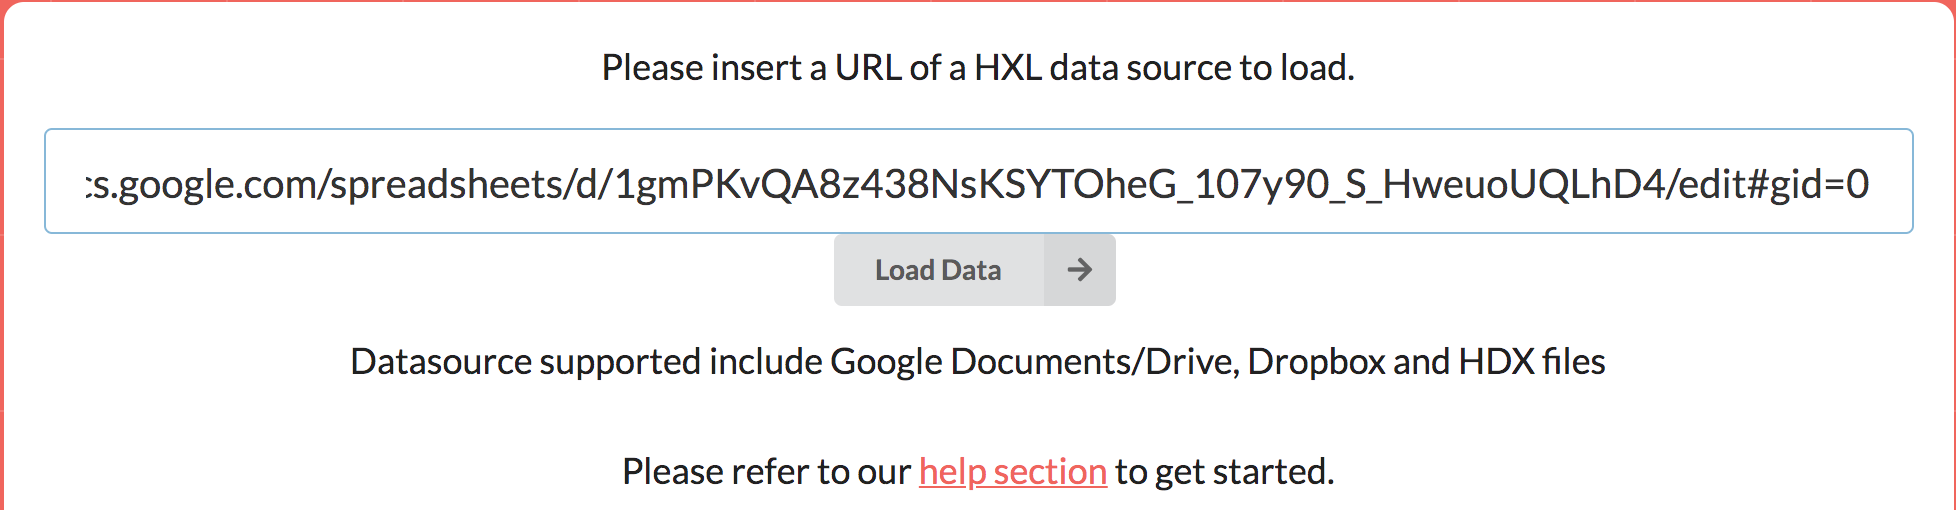 Please insert a URL of a HXL data source to load.
cs.google.com/spreadsheets/d/1gmPKvQA8z438NsKSYTOheG_107y90_S_HweuoUQLhD4/edit#gid=0
Load Data →
Datasource supported include Google Documents/Drive, Dropbox and HDX files
Please refer to our help section to get started.